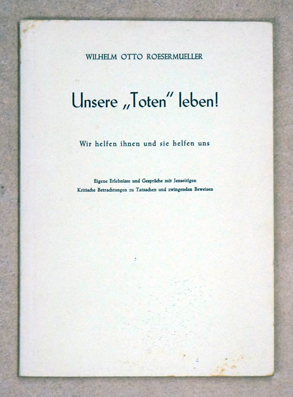 WILHELM OTTO ROESERMUELLER
Unsere „Toten" leben!
Wir helfen ihnen und sie helfen uns
Eigene Erlebnisse und Gespräche mit Jenseitigen
Kritische Betrachtungen zu Tatsachen und zwingenden Beweisen